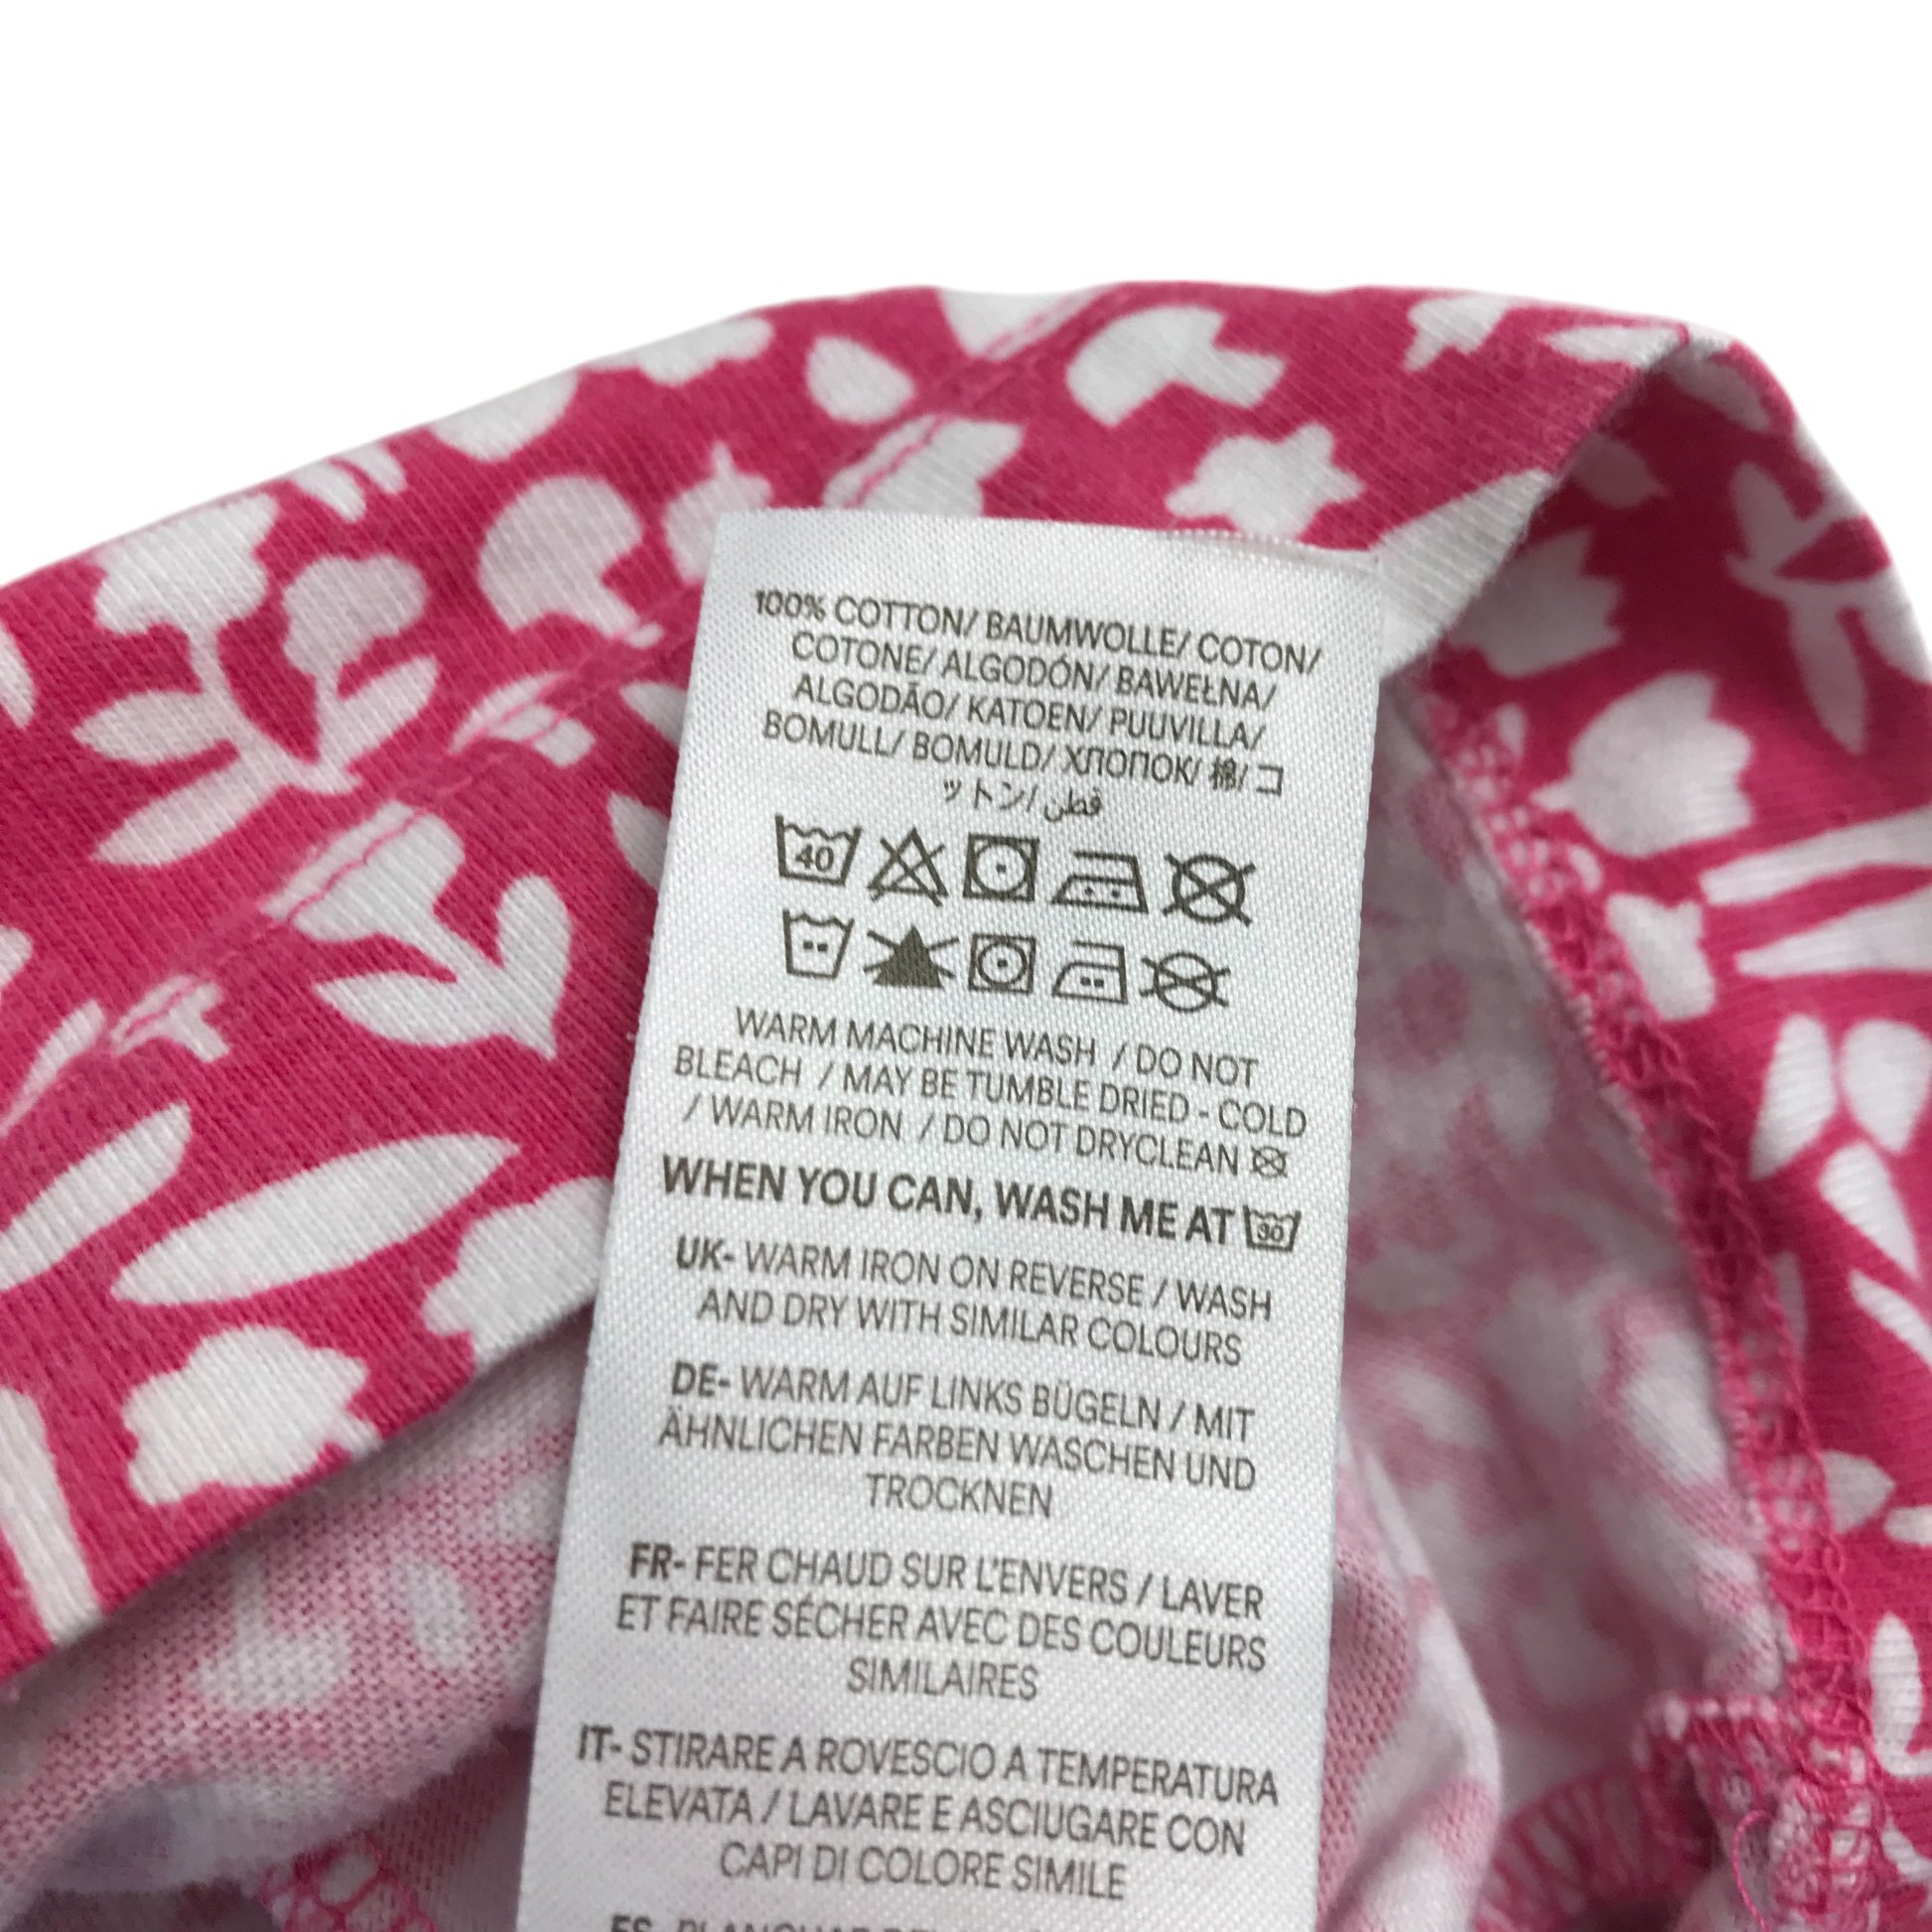 100% COTTON/ BAUMWOLLE/ COTON/
COTONE/ ALGODÓN/ BAWEŁNA/
ALGODÃO/ KATOEN/ PUUVILLA/
BOMULL/ BOMULD/ ХЛОПОК/ 棉/ コ
ットン/ قطن
40
WARM MACHINE WASH / DO NOT
BLEACH / MAY BE TUMBLE DRIED - COLD
/ WARM IRON / DO NOT DRYCLEAN
WHEN YOU CAN, WASH ME AT 30
UK- WARM IRON ON REVERSE / WASH
AND DRY WITH SIMILAR COLOURS
DE- WARM AUF LINKS BÜGELN / MIT
ÄHNLICHEN FARBEN WASCHEN UND
TROCKNEN
FR- FER CHAUD SUR L'ENVERS / LAVER
ET FAIRE SÉCHER AVEC DES COULEURS
SIMILAIRES
IT- STIRARE A ROVESCIO A TEMPERATURA
ELEVATA / LAVARE E ASCIUGARE CON
CAPI DI COLORE SIMILE